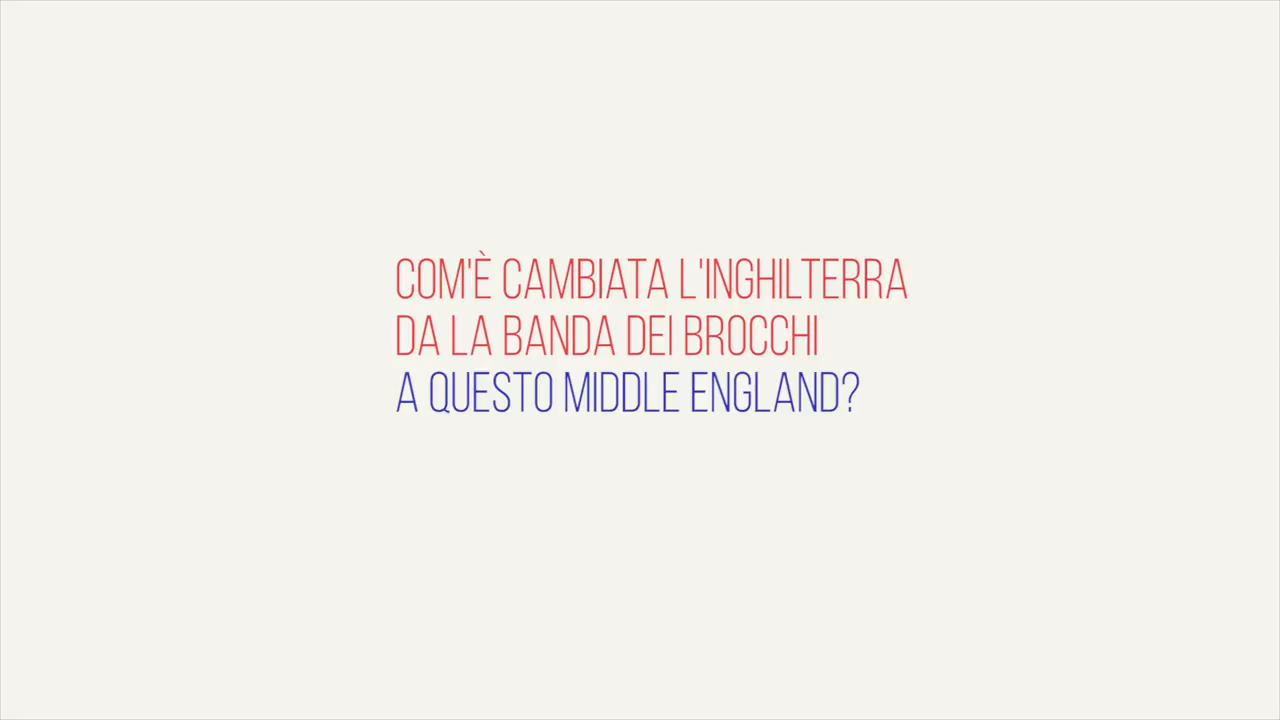 COM'È CAMBIATA L'INGHILTERRA
DA LA BANDA DEI BROCCHI
A QUESTO MIDDLE ENGLAND?